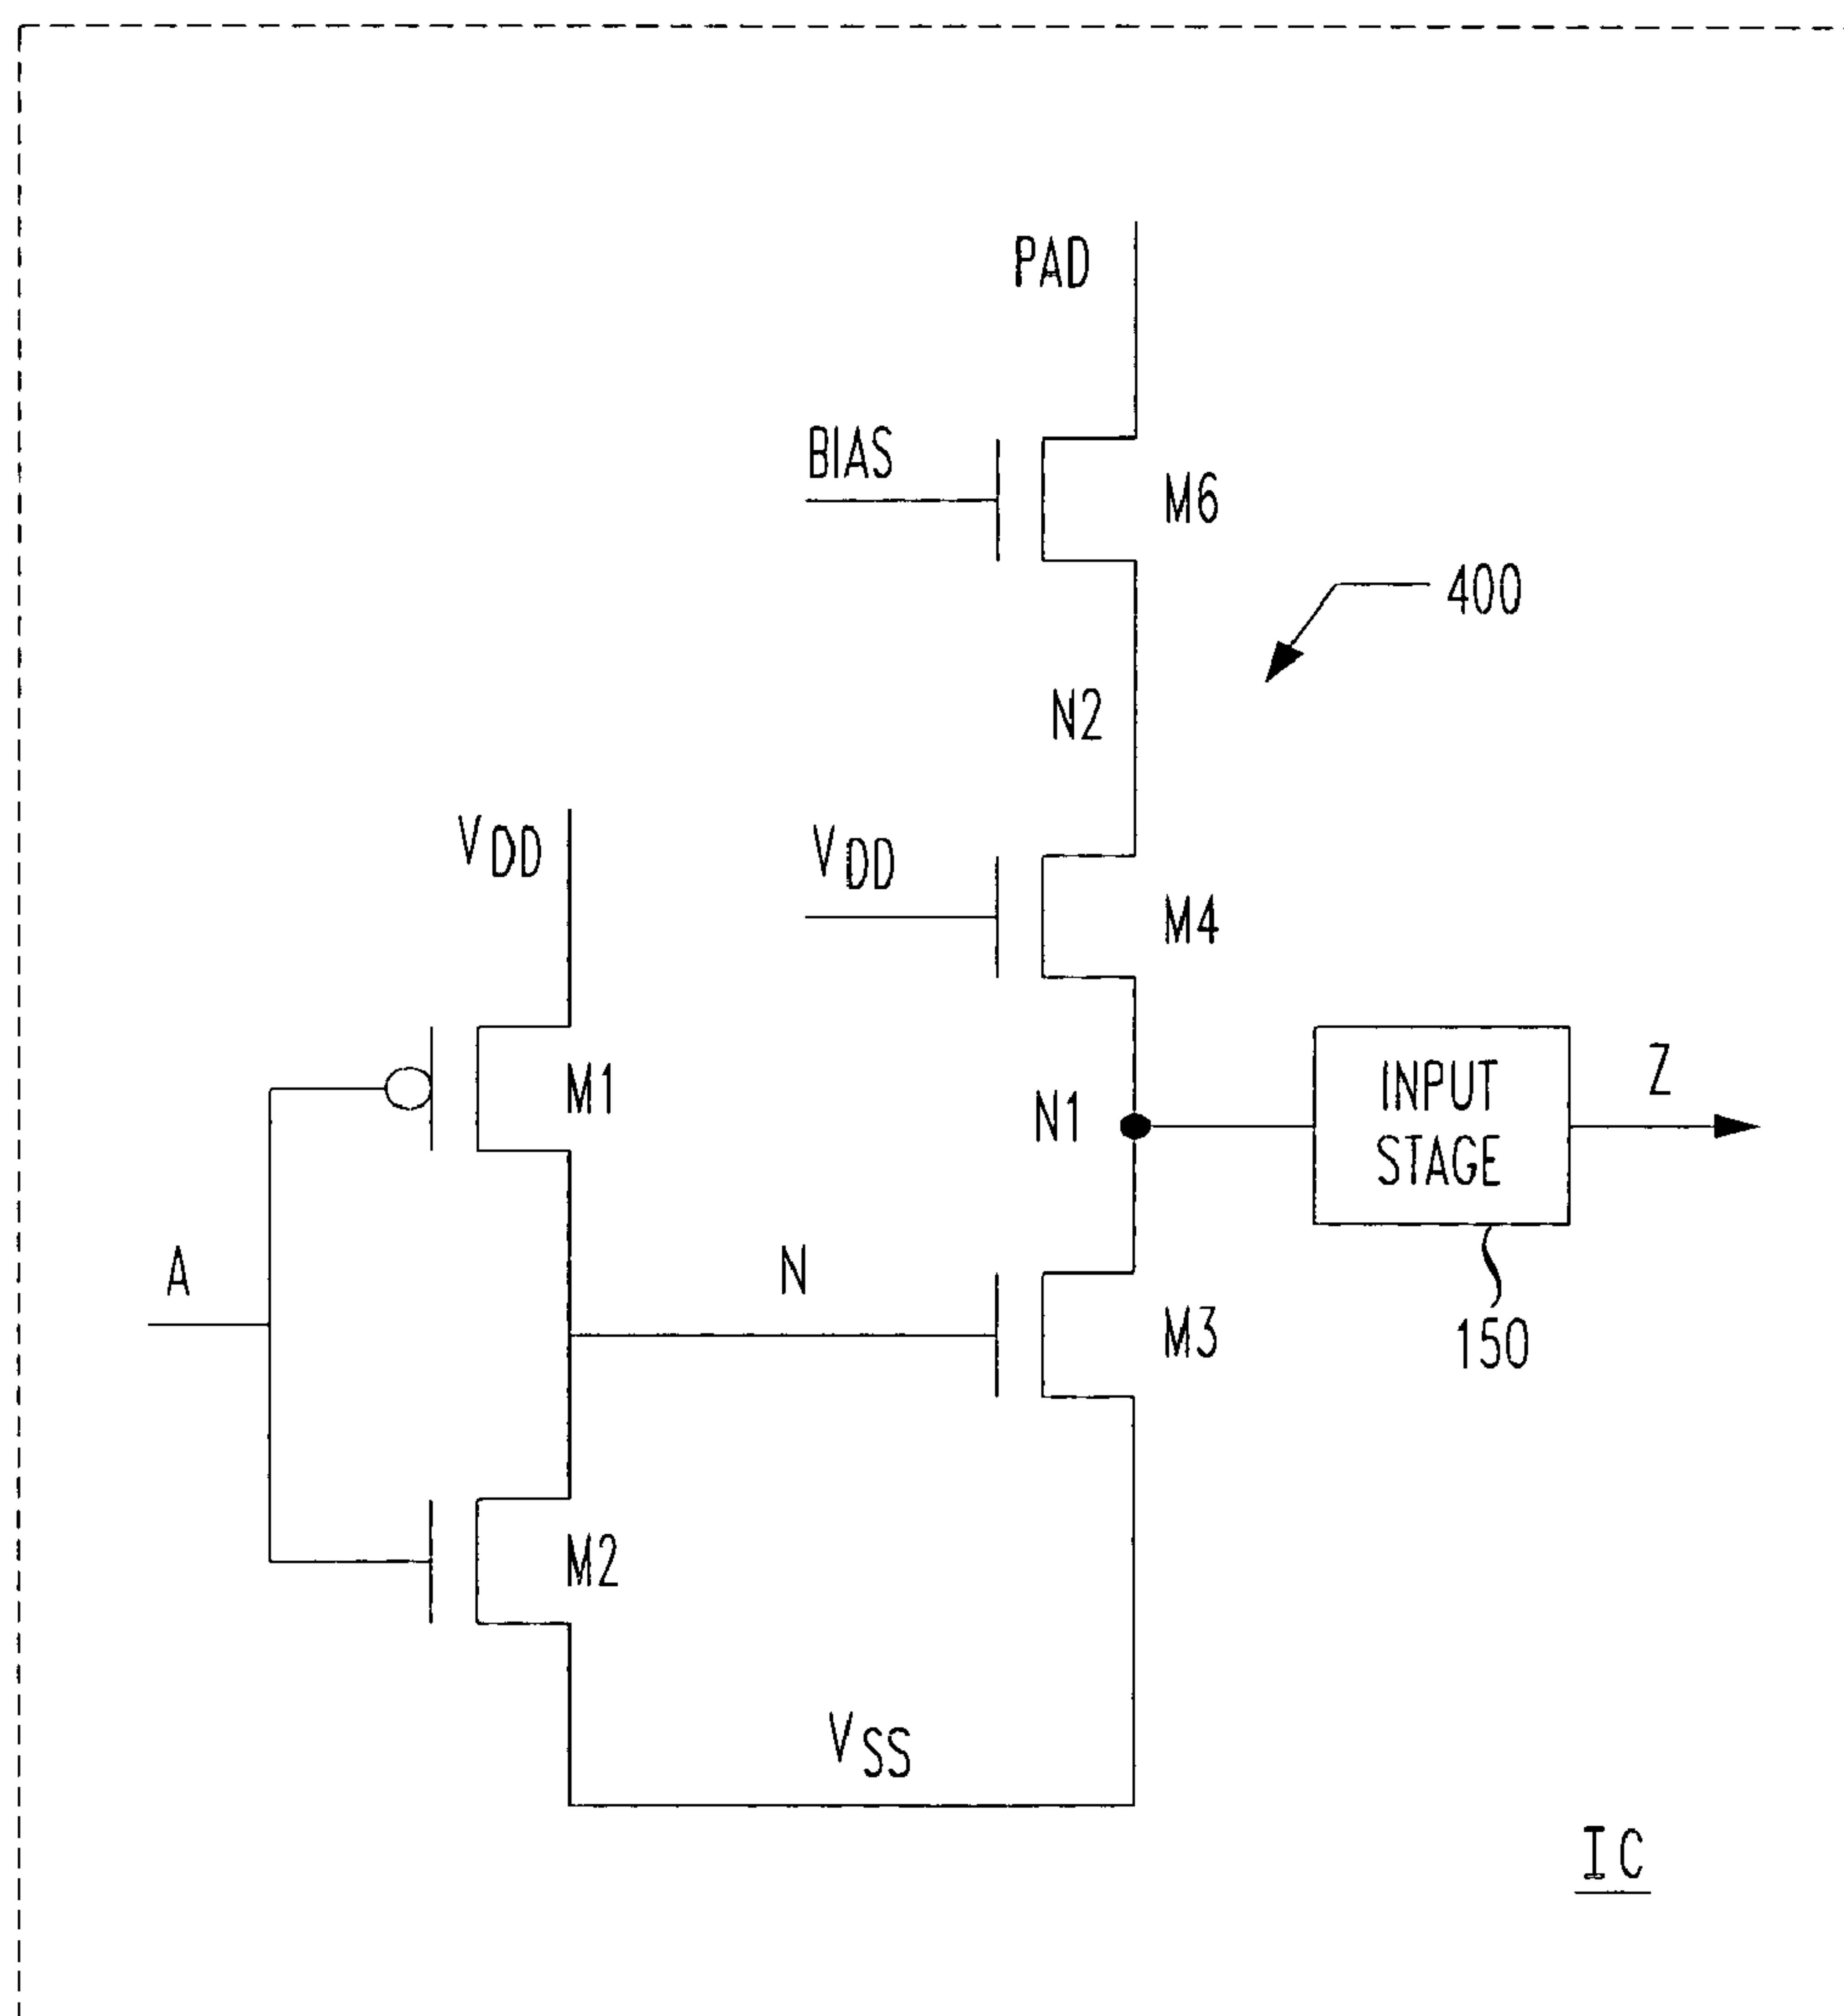 PAD
BIAS
M6
400
N2
VDD
VDD
M4
M1
N1
INPUT
STAGE
Z
A
N
M3
150
M2
VSS
IC